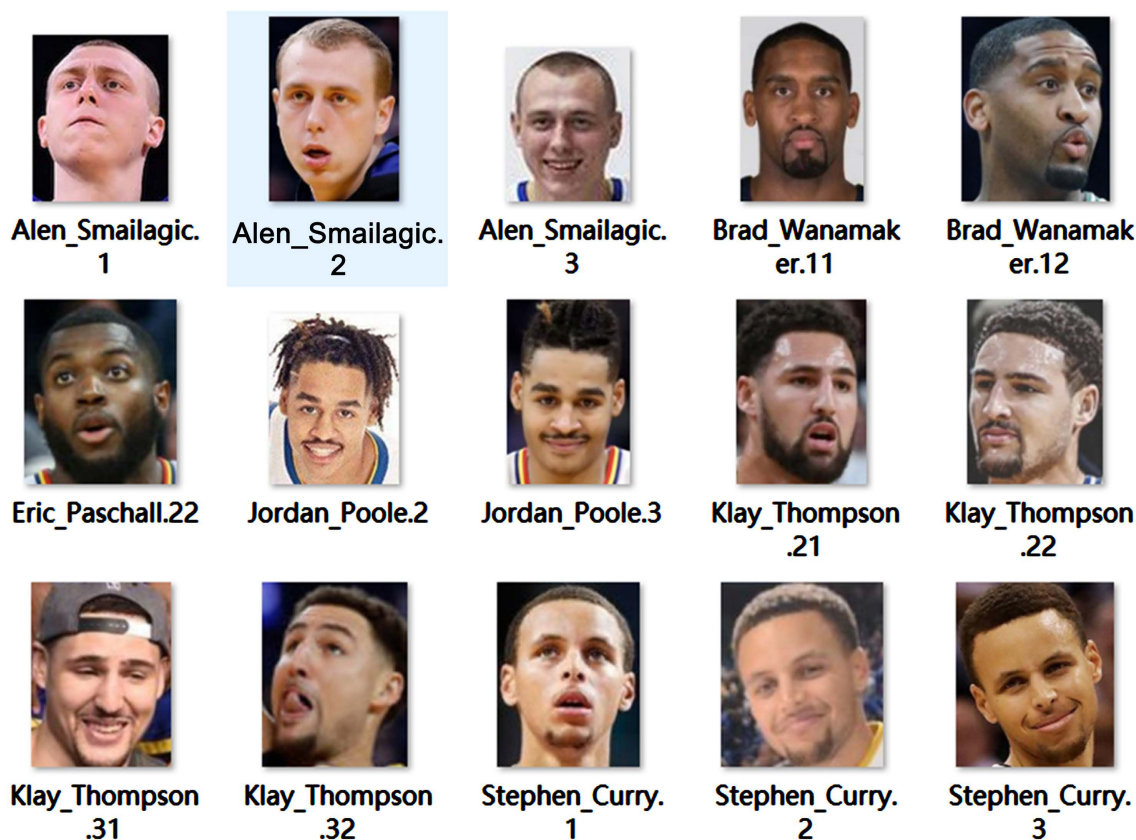 Alen_Smailagic.
1
Alen_Smailagic.
2
Alen_Smailagic.
3
Brad_Wanamak
er.11
Brad_Wanamak
er.12
Eric_Paschall.22
Jordan_Poole.2
Jordan_Poole.3
Klay_Thompson
.21
Klay_Thompson
.22
Klay_Thompson
.31
Klay_Thompson
.32
Stephen_Curry.
1
Stephen_Curry.
2
Stephen_Curry.
3